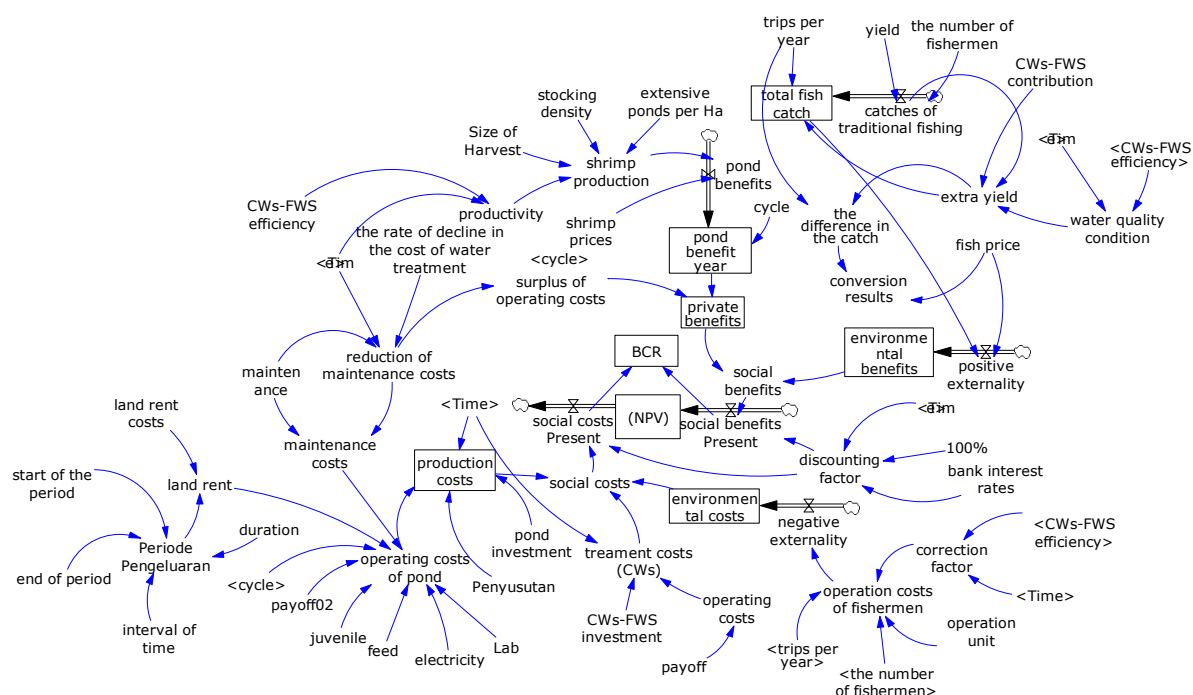 trips per
year
yield
the number of
fishermen
CWs-FWS
contribution
total fish
catch
catches of
traditional fishing
stocking
density
extensive
ponds per Ha
Size of
Harvest
shrimp
production
pond
benefits
<Tim
e>
<CWs-FWS
efficiency>
CWs-FWS
efficiency
productivity
extra yield
water quality
condition
cycle
shrimp
prices
the
difference in
the catch
the rate of decline in
the cost of water
treatment
<Tim
e>
<cycle>
pond
benefit
year
fish price
surplus of
operating costs
conversion
results
private
benefits
BCR
environme
ntal benefits
positive
externality
reduction of
maintenance costs
mainten
ance
social
benefits
land rent
costs
<Time>
social costs
Present
(NPV)
social benefits
Present
<Tim
e>
maintenance
costs
100%
discounting
factor
bank interest
rates
start of the
period
land rent
production
costs
social costs
environmen
tal costs
negative
externality
<CWs-FWS
efficiency>
duration
pond
investment
Periode
Pengeluaran
operating costs
of pond
treament costs
(CWs)
correction
factor
end of period
<cycle>
payoff02
Penyusutan
operation costs
of fishermen
<Time>
operating
costs
interval of
time
juvenile
feed
electricity
Lab
CWs-FWS
investment
payoff
<trips per
year>
operation
unit
<the number
of fishermen>